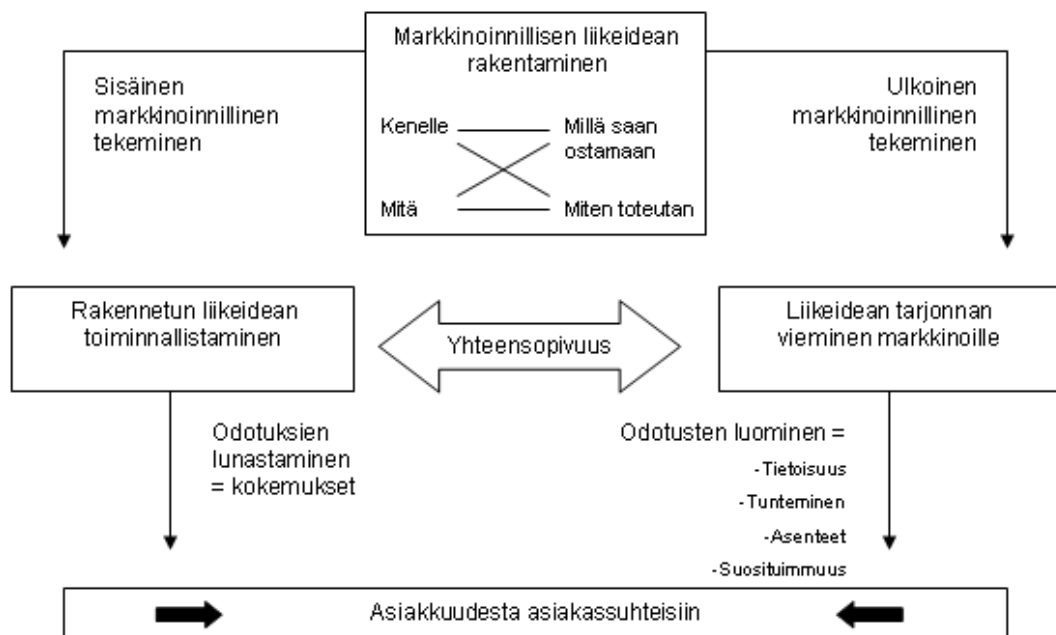 Markkinoinnillisen liikeidean
rakentaminen
Kenelle
Millä saan
ostamaan
Mitä
Miten toteutan
Sisäinen
markkinoinnillinen
tekeminen
Ulkoinen
markkinoinnillinen
tekeminen
Rakennetun liikeidean
toiminnallistaminen
Yhteensopivuus
Liikeidean tarjonnan
vieminen markkinoille
Odotuksien
lunastaminen
= kokemukset
Odotusten luominen =
-Tietoisuus
-Tunteminen
-Asenteet
-Suosituimmuus
Asiakkuudesta asiakassuhteisiin